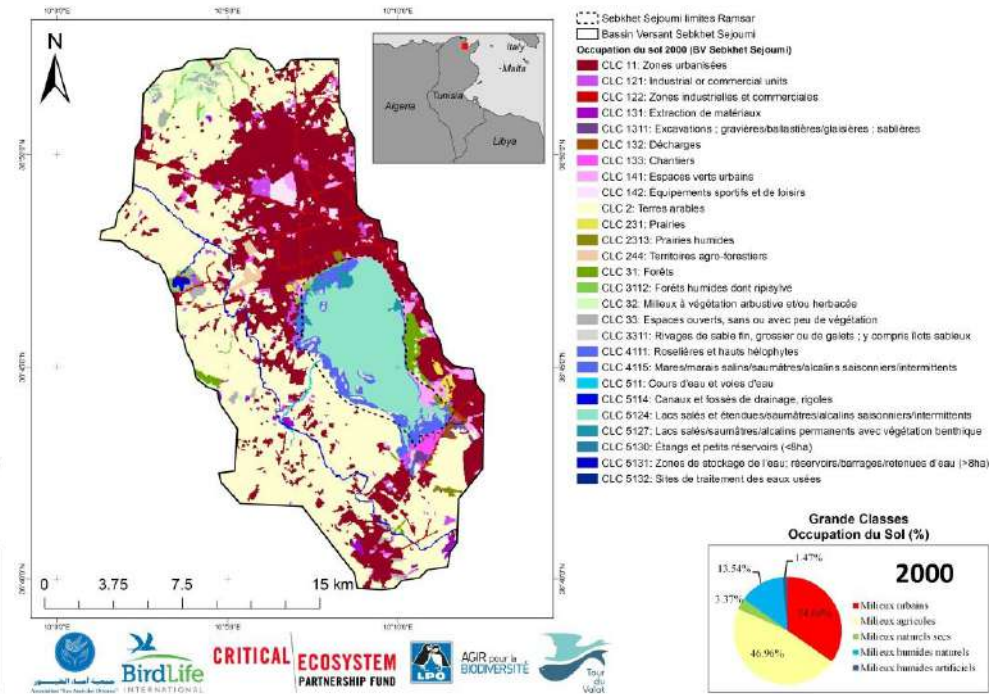 N
Italy
-Malta
Tunisia
Algeria
Libya
0 3.75 7.5 15 km
Sebkhet Sejoumi limites Ramsar
Bassin Versant Sebkhet Sejoumi
Occupation du sol 2000 (BV Sebkhet Sejoumi)
CLC 11: Zones urbanisées
CLC 121: Industrial or commercial units
CLC 122: Zones industrielles et commerciales
CLC 131: Extraction de matériaux
CLC 1311: Excavations ; gravières/ballastières/glaisières ; sablières
CLC 132: Décharges
CLC 133: Chantiers
CLC 141: Espaces verts urbains
CLC 142: Équipements sportifs et de loisirs
CLC 2: Terres arables
CLC 231: Prairies
CLC 2313: Prairies humides
CLC 244: Territoires agro-forestiers
CLC 31: Forêts
CLC 3112: Forêts humides dont ripisylve
CLC 32: Milieux à végétation arbustive et/ou herbacée
CLC 33: Espaces ouverts, sans ou avec peu de végétation
CLC 3311: Rivages de sable fin, grossier ou de galets ; y compris îlots sableux
CLC 4111: Roselières et hauts hélophytes
CLC 4115: Mares/marais salins/saumâtres/alcalins saisonniers/intermittents
CLC 511: Cours d'eau et voies d'eau
CLC 5114: Canaux et fossés de drainage, rigoles
CLC 5124: Lacs salés et étendues/saumâtres/alcalins saisonniers/intermittents
CLC 5127: Lacs salés/saumâtres/alcalins permanents avec végétation benthique
CLC 5130: Étangs et petits réservoirs (<8ha)
CLC 5131: Zones de stockage de l'eau; réservoirs/barrages/retenues d'eau (>8ha)
CLC 5132: Sites de traitement des eaux usées
Grande Classes
Occupation du Sol (%)
2000
1.47%
13.54%
3.37%
46.96%
Milieux urbains
Milieux agricoles
Milieux naturels secs
Milieux humides naturels
Milieux humides artificiels
BirdLife
INTERNATIONAL
CRITICAL ECOSYSTEM
PARTNERSHIP FUND
LPO
AGIR pour la
BIODIVERSITÉ
Tour
du
Valat